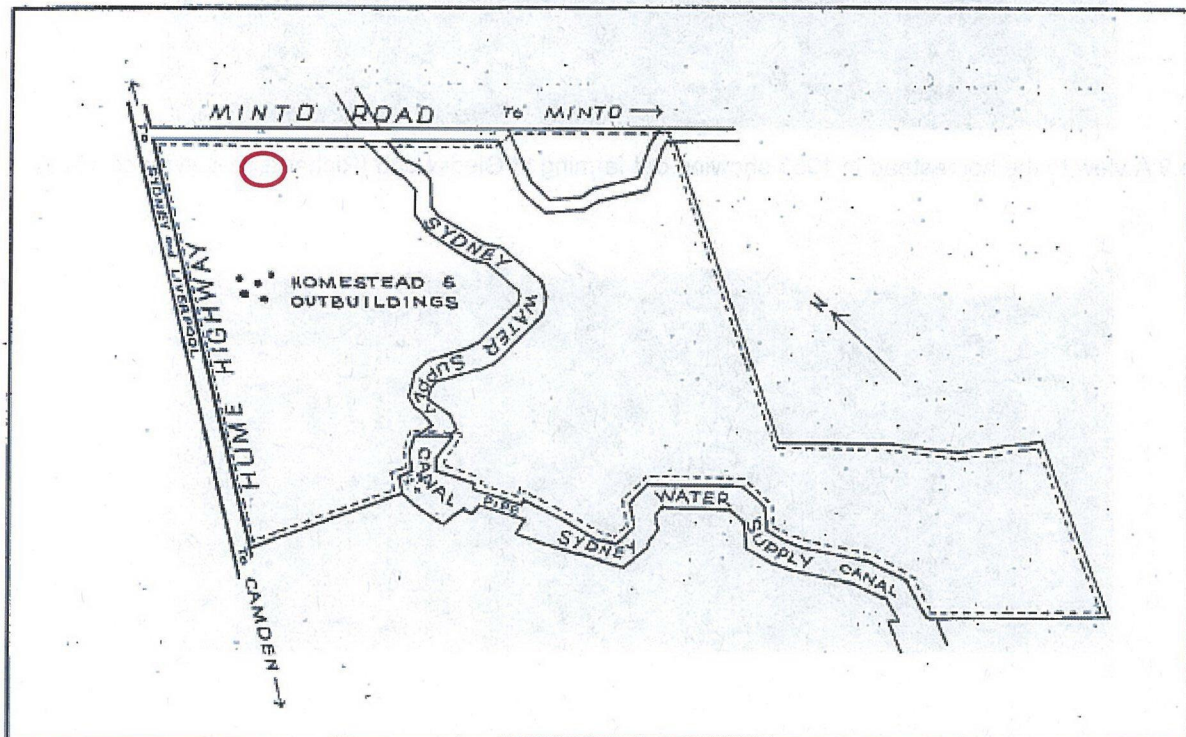 MINTO ROAD TO MINTO
TO SYDNEY and LIVERPOOL
HUME HIGHWAY
TO CAMDEN
HOMESTEAD &
OUTBUILDINGS
SYDNEY WATER SUPPLY
CANAL
PIPE
SYDNEY WATER SUPPLY CANAL
N